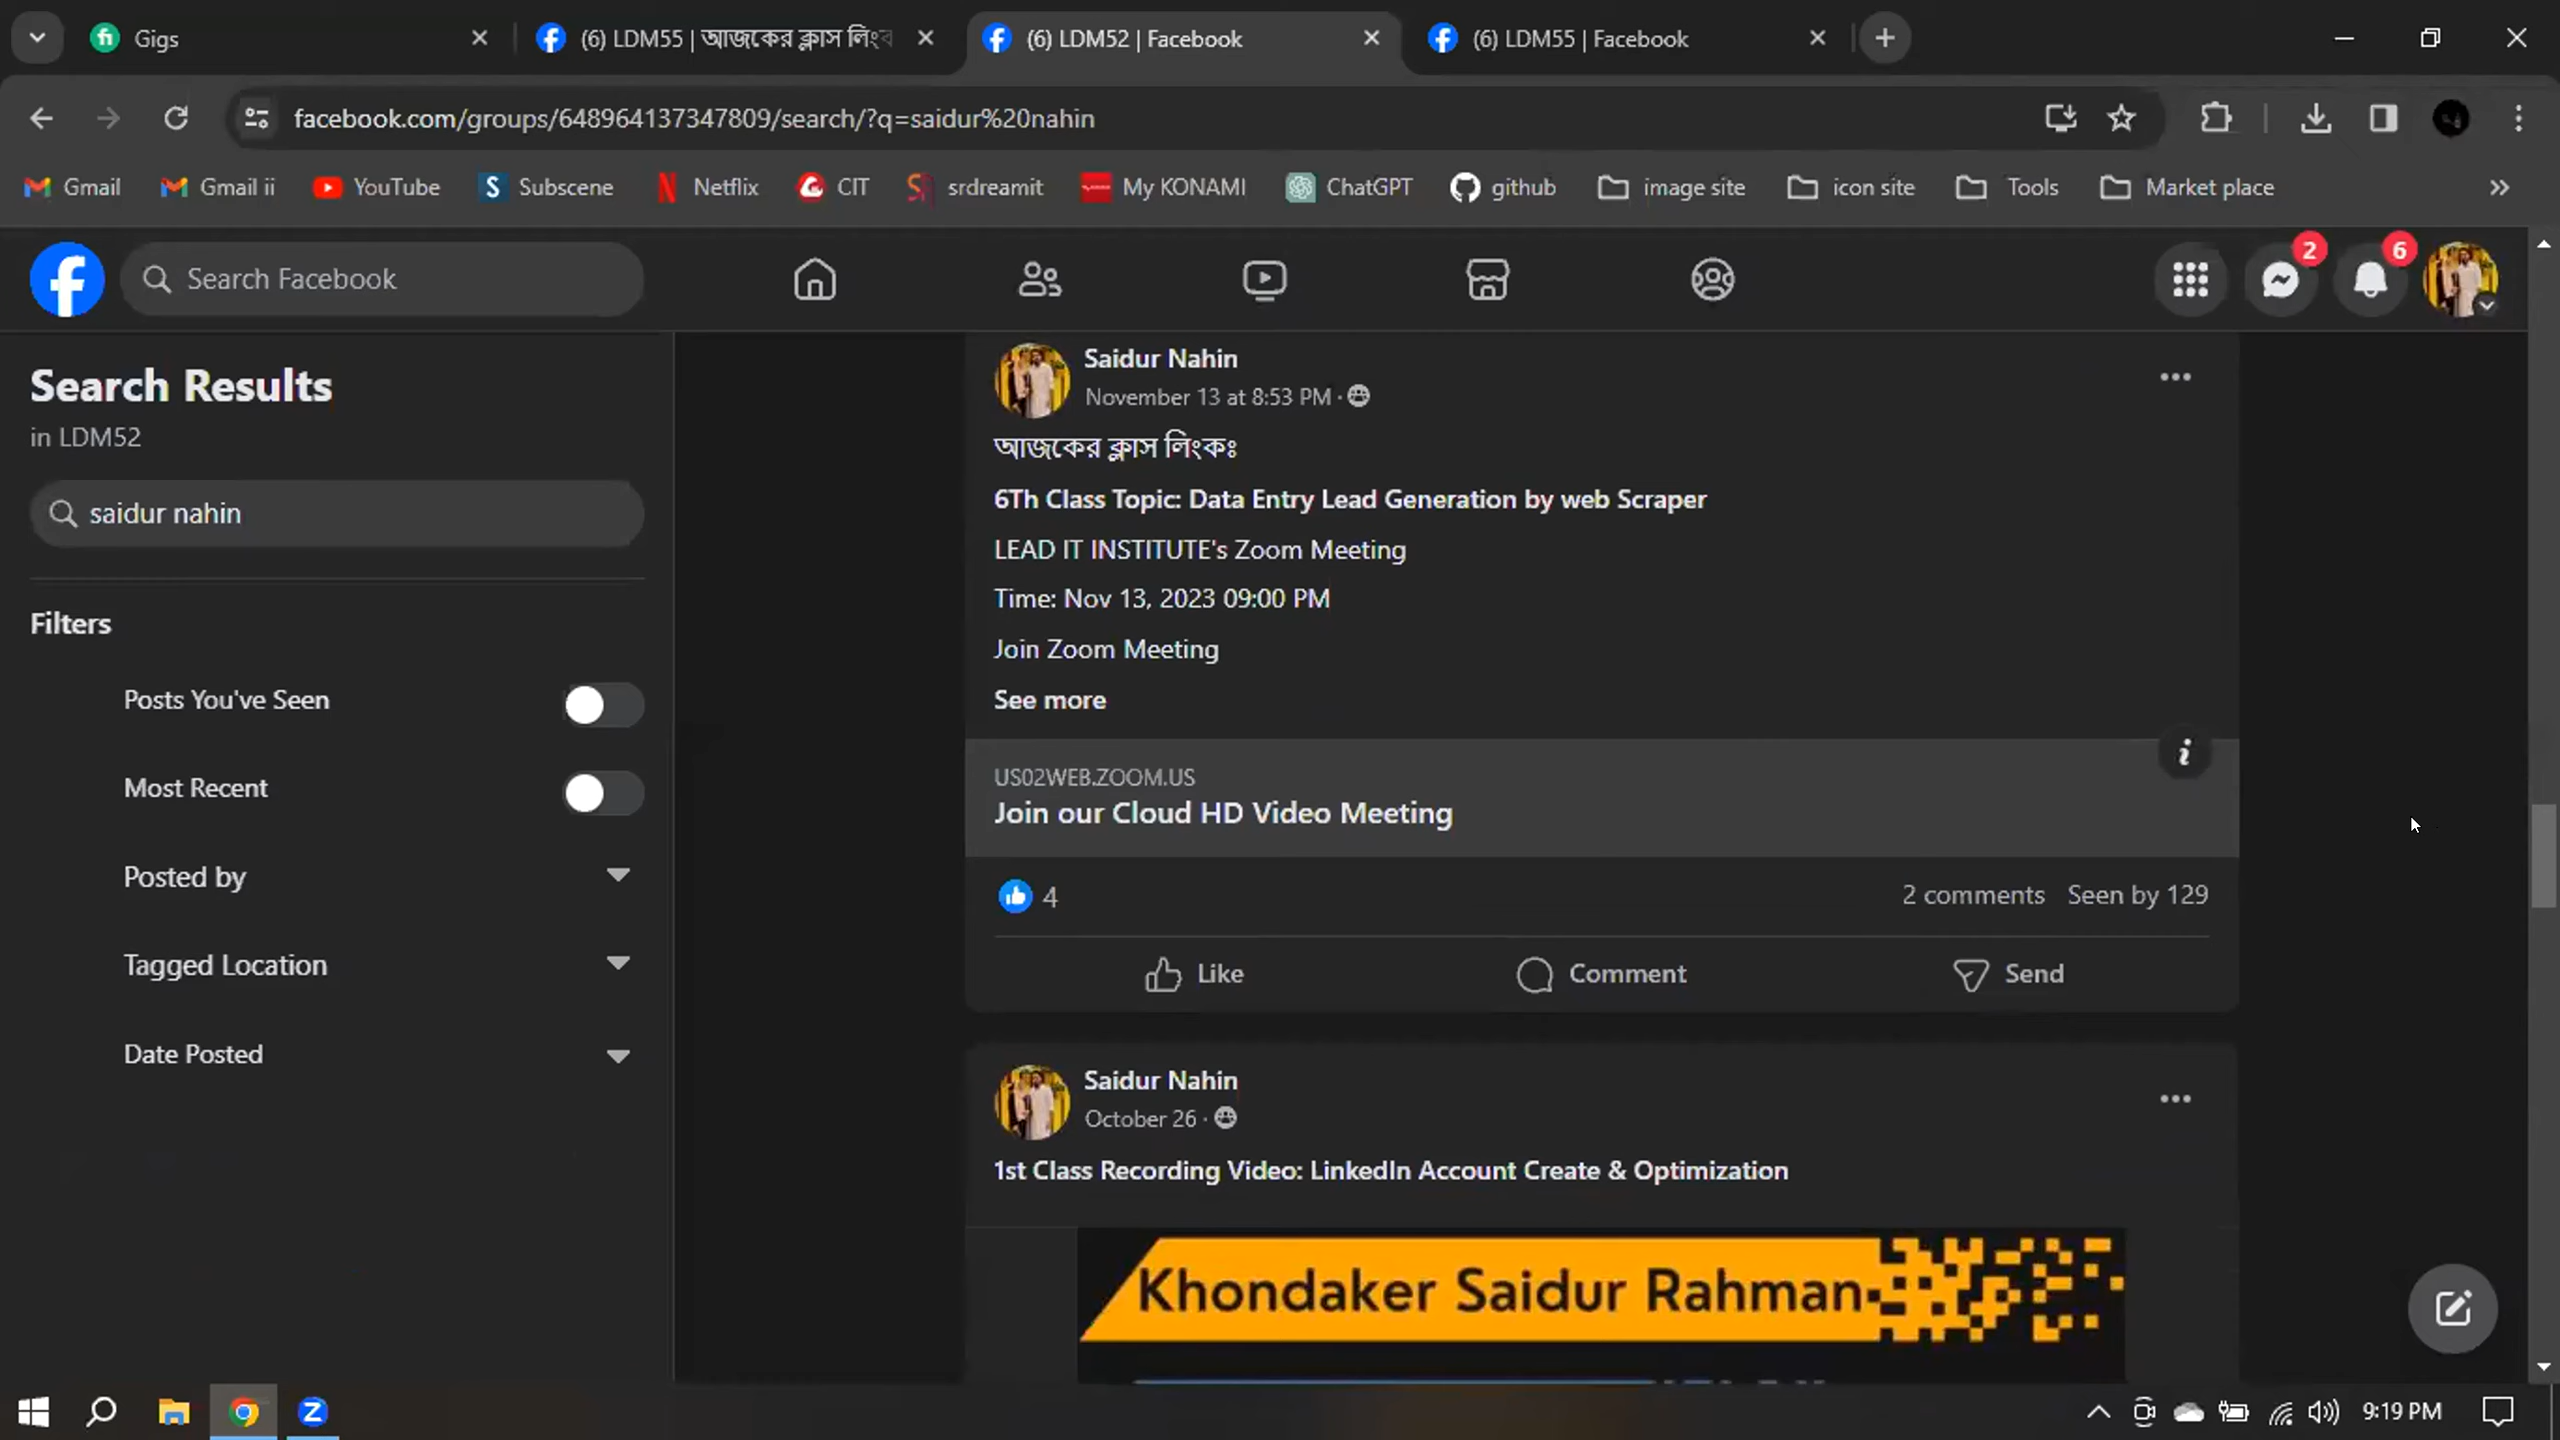 Gigs
(6) LDM55 | আজকের ক্লাস লিংক
(6) LDM52 | Facebook
(6) LDM55 | Facebook
facebook.com/groups/648964137347809/search/?q=saidur%20nahin
Gmail
Gmail ii
YouTube
Subscene
Netflix
CIT
srdreamit
My KONAMI
ChatGPT
github
image site
icon site
Tools
Market place
Search Facebook
2
6
Search Results
in LDM52
saidur nahin
Filters
Posts You've Seen
Most Recent
Posted by
Tagged Location
Date Posted
Saidur Nahin
November 13 at 8:53 PM ·
আজকের ক্লাস লিংকঃ
6Th Class Topic: Data Entry Lead Generation by web Scraper
LEAD IT INSTITUTE's Zoom Meeting
Time: Nov 13, 2023 09:00 PM
Join Zoom Meeting
See more
US02WEB.ZOOM.US
Join our Cloud HD Video Meeting
4
2 comments Seen by 129
Like
Comment
Send
Saidur Nahin
October 26 ·
1st Class Recording Video: LinkedIn Account Create & Optimization
Khondaker Saidur Rahman
9:19 PM